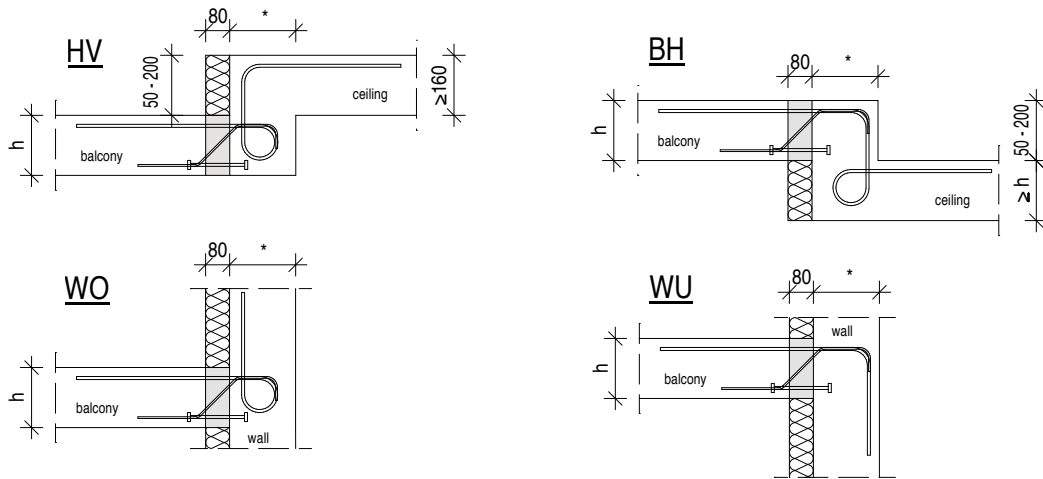 HV
80 *
50 - 200
≥160
ceiling
h
balcony
BH
80 *
h
50 - 200
balcony
≥ h
ceiling
WO
80 *
h
balcony
wall
WU
80 *
wall
h
balcony